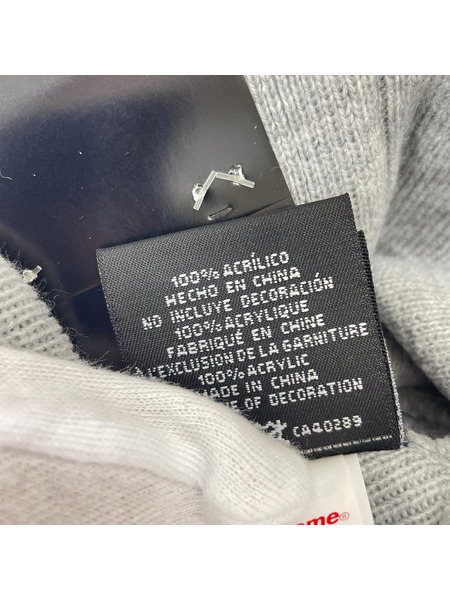 100% ACRÍLICO
HECHO EN CHINA
NO INCLUYE DECORACIÓN
100% ACRYLIQUE
FABRIQUÉ EN CHINE
L'EXCLUSION DE LA GARNITURE
100% ACRYLIC
MADE IN CHINA
OF DECORATION
CA40289